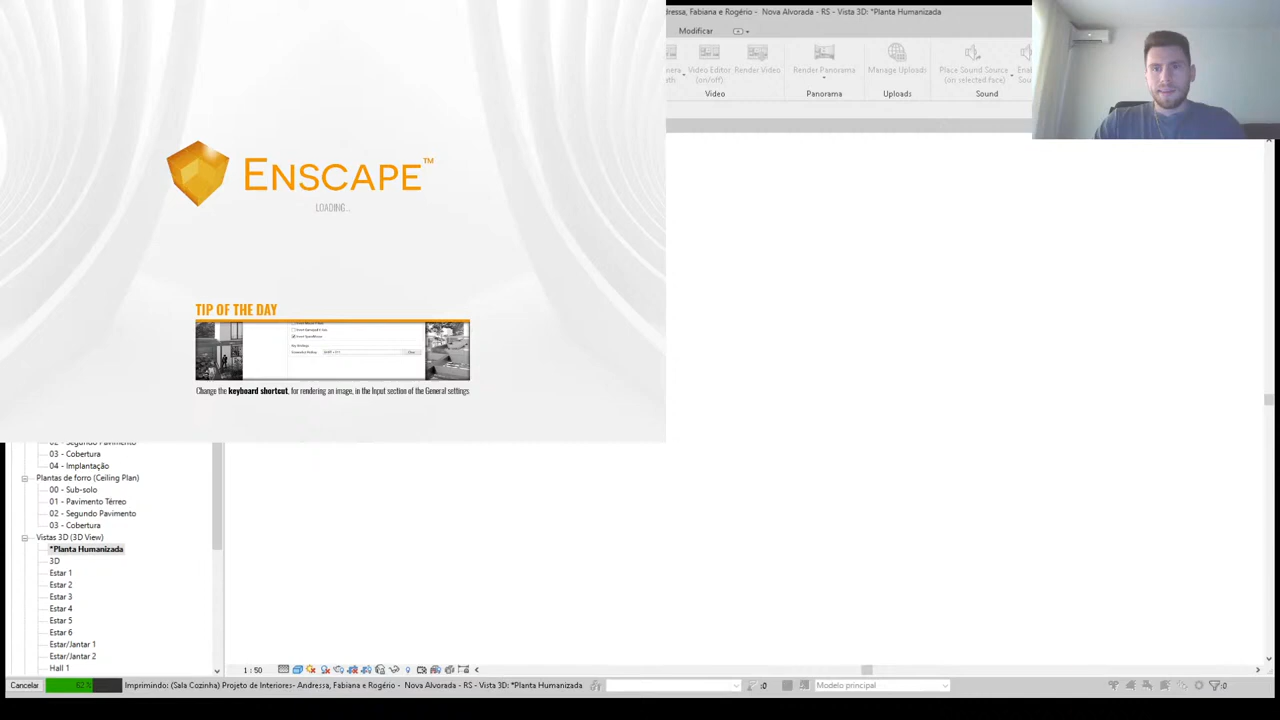 ENSCAPE™
LOADING...
TIP OF THE DAY
Change the keyboard shortcut, for rendering an image, in the Input section of the General settings
dressa, Fabiana e Rogério - Nova Alvorada - RS - Vista 3D: *Planta Humanizada
Modificar
Video Editor (on/off)
Render Video
Render Panorama
Manage Uploads
Place Sound Source (on selected face)
Video
Panorama
Uploads
Sound
02 - Segundo Pavimento
03 - Cobertura
04 - Implantação
Plantas de forro (Ceiling Plan)
00 - Sub-solo
01 - Pavimento Térreo
02 - Segundo Pavimento
03 - Cobertura
Vistas 3D (3D View)
*Planta Humanizada
3D
Estar 1
Estar 2
Estar 3
Estar 4
Estar 5
Estar 6
Estar/Jantar 1
Estar/Jantar 2
Hall 1
1 : 50
Cancelar
62 %
Imprimindo: (Sala Cozinha) Projeto de Interiores- Andressa, Fabiana e Rogério - Nova Alvorada - RS - Vista 3D: *Planta Humanizada
:0
Modelo principal
:0